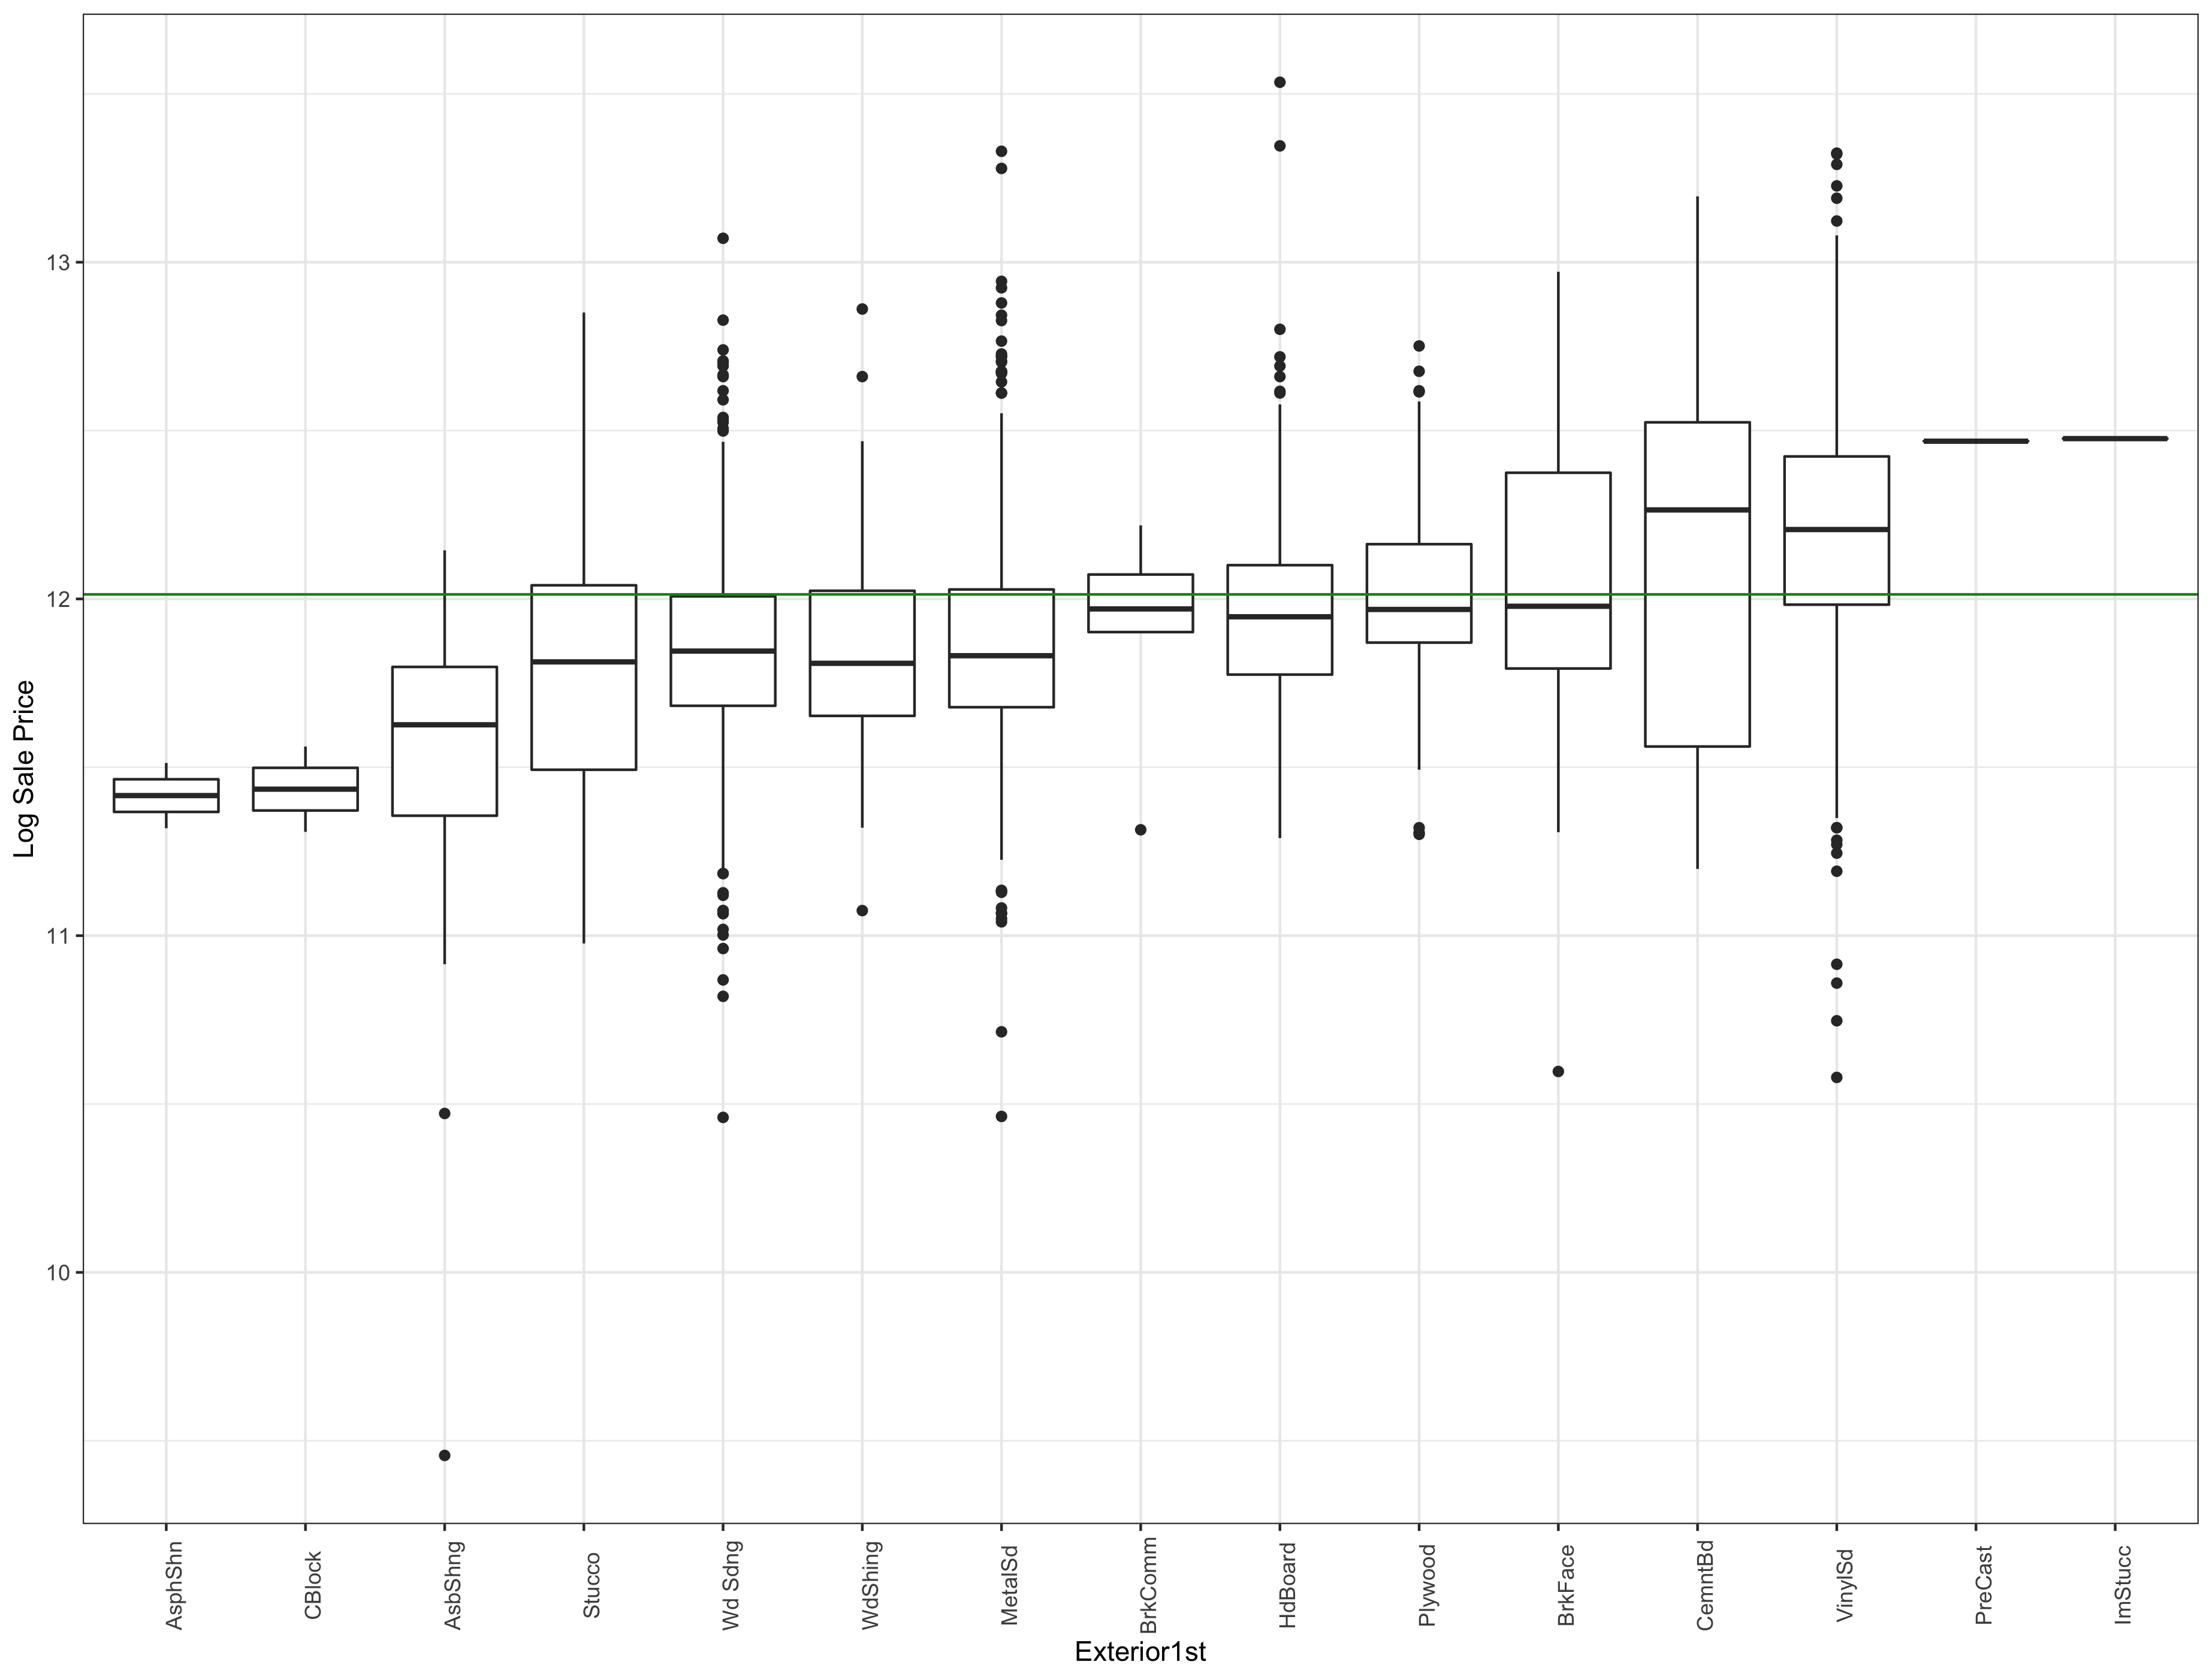 Log Sale Price
13
12
11
10
AsphShn
CBlock
AsbShng
Stucco
Wd Sdng
WdShing
MetalSd
BrkComm
HdBoard
Plywood
BrkFace
CemntBd
VinylSd
PreCast
ImStucc
Exterior1st